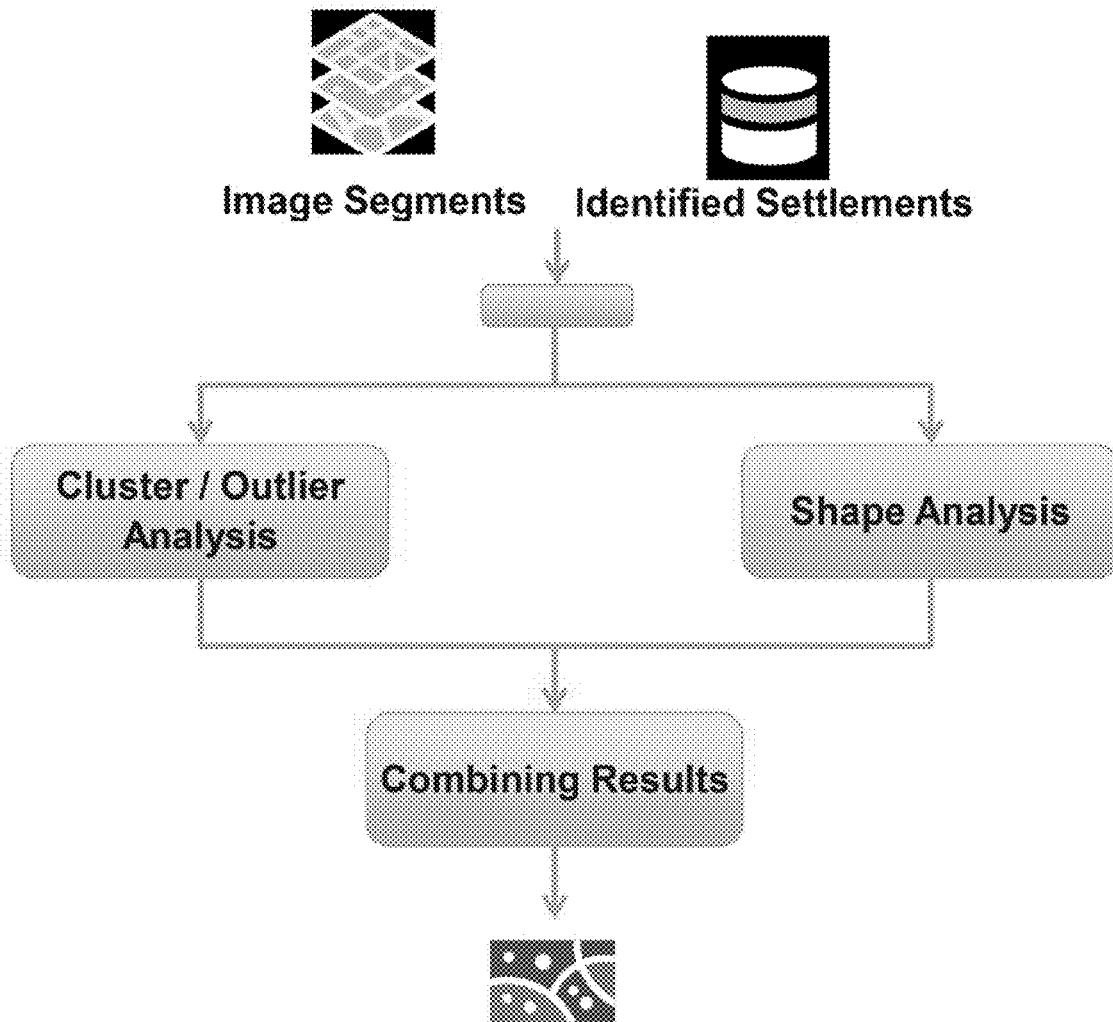 Image Segments
Identified Settlements
Cluster / Outlier
Analysis
Shape Analysis
Combining Results